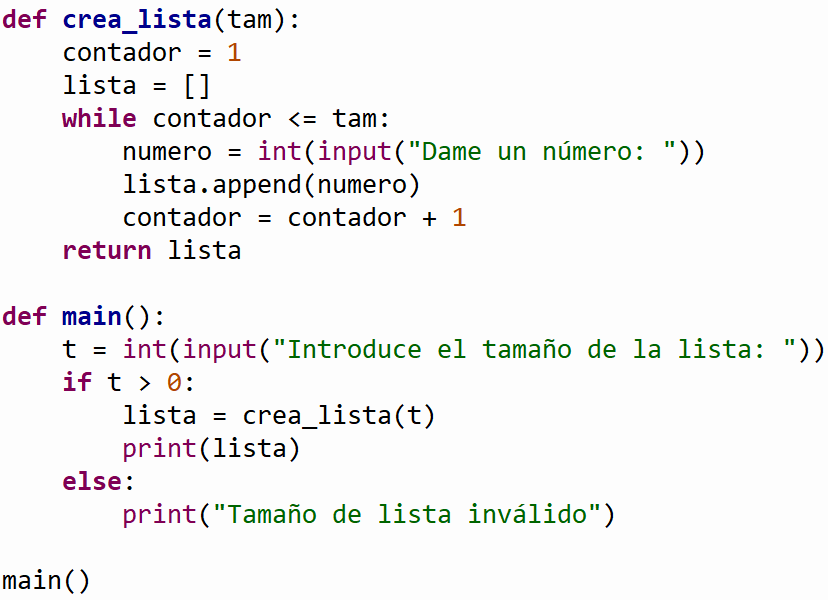 def crea_lista(tam):
    contador = 1
    lista = []
    while contador <= tam:
        numero = int(input("Dame un número: "))
        lista.append(numero)
        contador = contador + 1
    return lista

def main():
    t = int(input("Introduce el tamaño de la lista: "))
    if t > 0:
        lista = crea_lista(t)
        print(lista)
    else:
        print("Tamaño de lista inválido")

main()